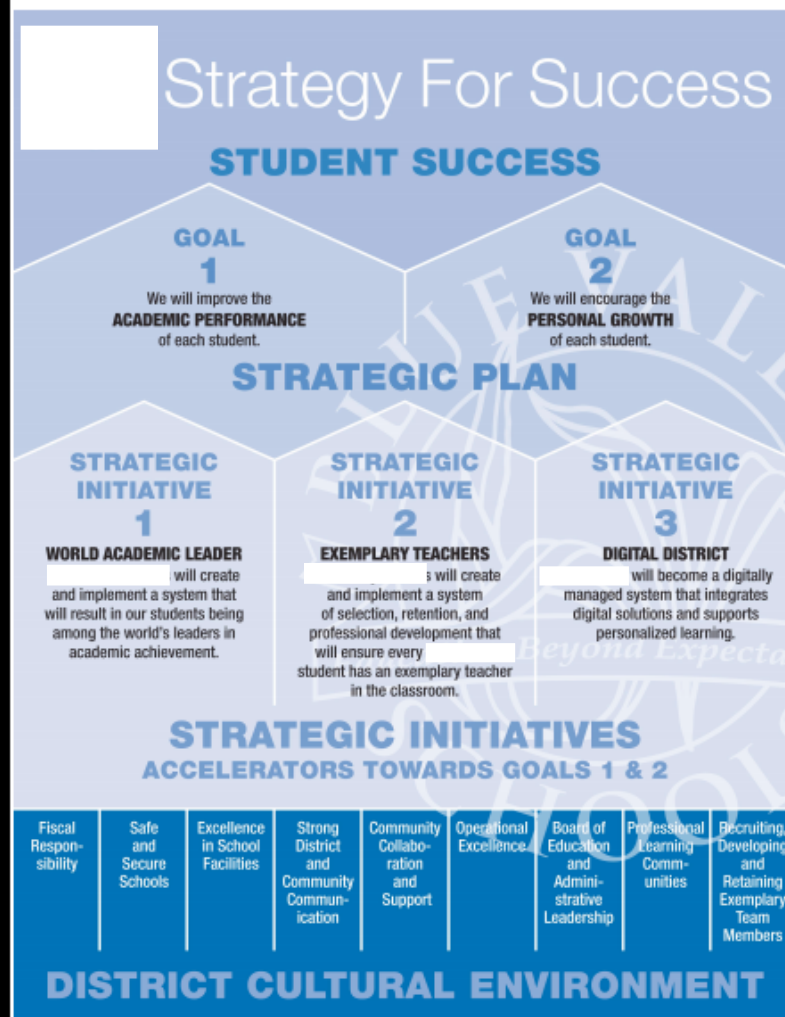 Strategy For Success
STUDENT SUCCESS
GOAL
1
We will improve the
ACADEMIC PERFORMANCE
of each student.
GOAL
2
We will encourage the
PERSONAL GROWTH
of each student.
STRATEGIC PLAN
STRATEGIC
INITIATIVE
1
WORLD ACADEMIC LEADER
will create
and implement a system that
will result in our students being
among the world's leaders in
academic achievement.
STRATEGIC
INITIATIVE
2
EXEMPLARY TEACHERS
s will create
and implement a system
of selection, retention, and
professional development that
will ensure every
student has an exemplary teacher
in the classroom.
STRATEGIC
INITIATIVE
3
DIGITAL DISTRICT
will become a digitally
managed system that integrates
digital solutions and supports
personalized learning.
BLUE VALLE
Beyond Expecta
SCHOOLS
STRATEGIC INITIATIVES
ACCELERATORS TOWARDS GOALS 1 & 2
Fiscal
Respon-
sibility
Safe
and
Secure
Schools
Excellence
in School
Facilities
Strong
District
and
Community
Commun-
ication
Community
Collabo-
ration
and
Support
Operational
Excellence
Board of
Education
and
Admini-
strative
Leadership
Professional
Learning
Comm-
unities
Recruiting,
Developing
and
Retaining
Exemplary
Team
Members
DISTRICT CULTURAL ENVIRONMENT